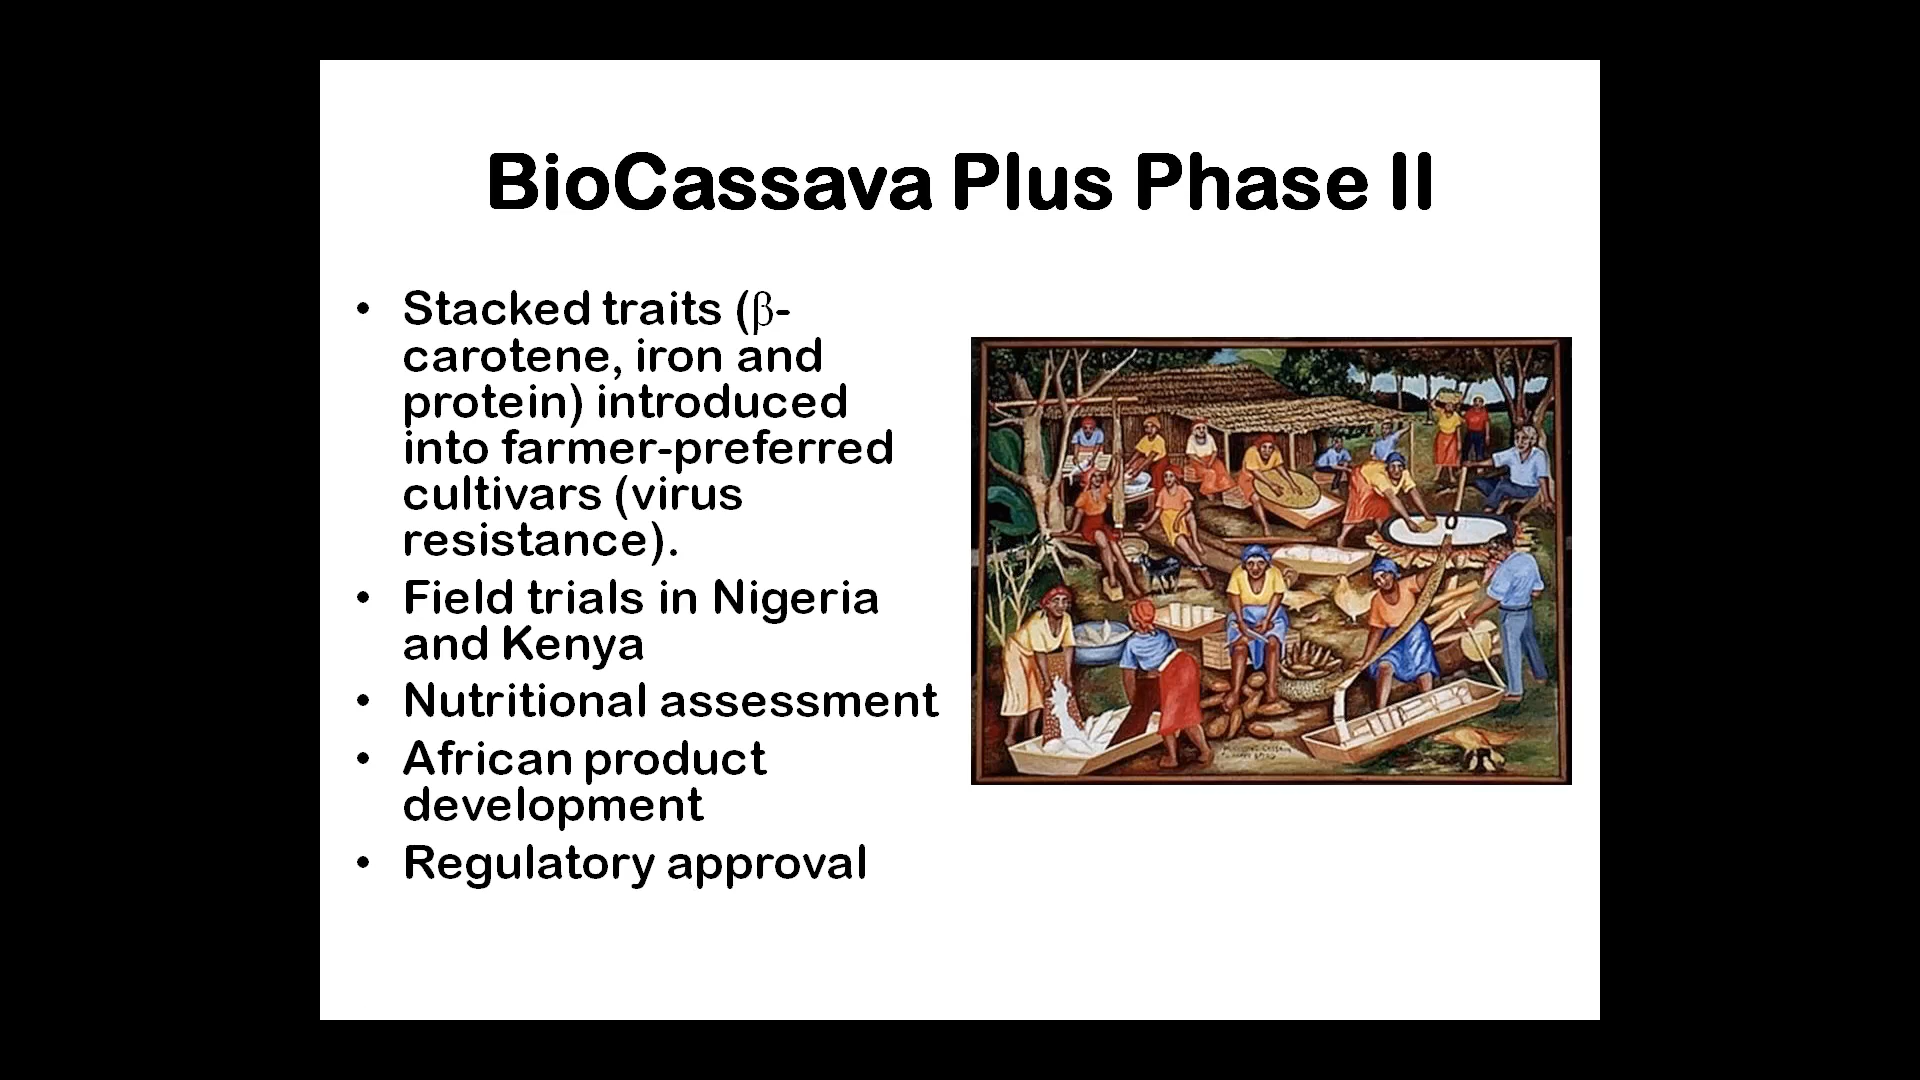 BioCassava Plus Phase II
• Stacked traits (β-
carotene, iron and
protein) introduced
into farmer-preferred
cultivars (virus
resistance).
• Field trials in Nigeria
and Kenya
• Nutritional assessment
• African product
development
• Regulatory approval